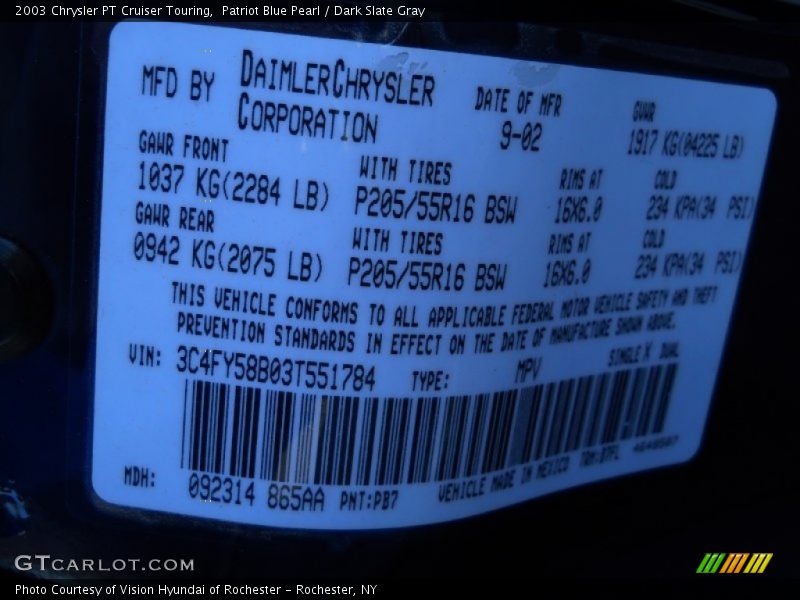 2003 Chrysler PT Cruiser Touring, Patriot Blue Pearl / Dark Slate Gray
MFD BY DAIMLERCHRYSLER CORPORATION
DATE OF MFR 9-02
GVWR 1917 KG(04225 LB)
GAWR FRONT WITH TIRES RIMS AT COLD
1037 KG(2284 LB) P205/55R16 BSW 16X6.0 234 KPA(34 PSI)
GAWR REAR WITH TIRES RIMS AT COLD
0942 KG(2075 LB) P205/55R16 BSW 16X6.0 234 KPA(34 PSI)
THIS VEHICLE CONFORMS TO ALL APPLICABLE FEDERAL MOTOR VEHICLE SAFETY AND THEFT
PREVENTION STANDARDS IN EFFECT ON THE DATE OF MANUFACTURE SHOWN ABOVE.
VIN: 3C4FY58B03T551784 TYPE: MPV SINGLE X DUAL
MDH: 092314 865AA PNT:PB7 VEHICLE MADE IN MEXICO
GTCARLOT.COM
Photo Courtesy of Vision Hyundai of Rochester - Rochester, NY